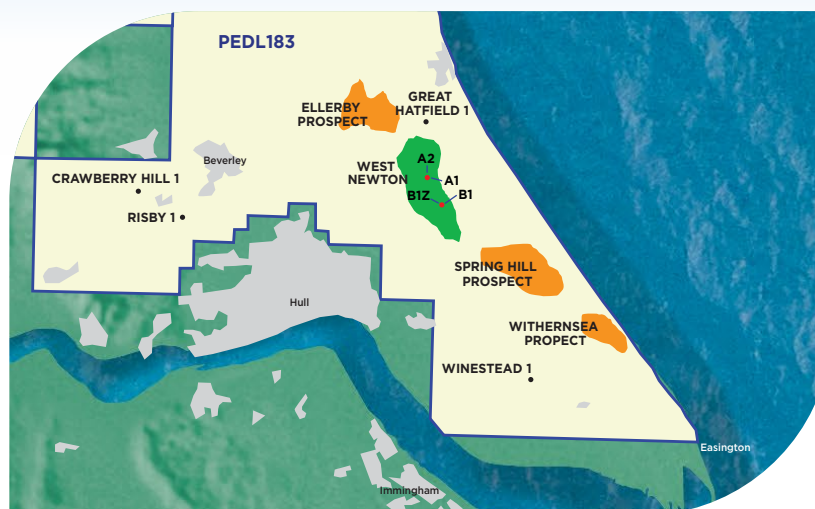 PEDL183
ELLERBY
PROSPECT
GREAT
HATFIELD 1
Beverley
WEST
NEWTON
A2
A1
CRAWBERRY HILL 1
B1Z
B1
RISBY 1
SPRING HILL
PROSPECT
Hull
WITHERNSEA
PROPECT
WINESTEAD 1
Easington
Immingham